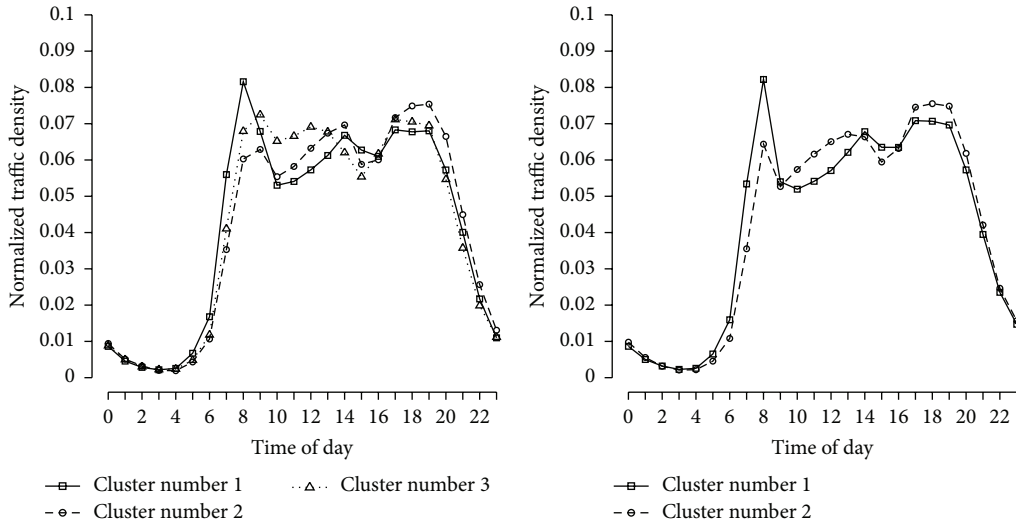 0.1
0.09
0.08
0.07
0.06
0.05
0.04
0.03
0.02
0.01
0
Normalized traffic density
0 2 4 6 8 10 12 14 16 18 20 22
Time of day
Cluster number 1
Cluster number 2
Cluster number 3
0.1
0.09
0.08
0.07
0.06
0.05
0.04
0.03
0.02
0.01
0
Normalized traffic density
0 2 4 6 8 10 12 14 16 18 20 22
Time of day
Cluster number 1
Cluster number 2